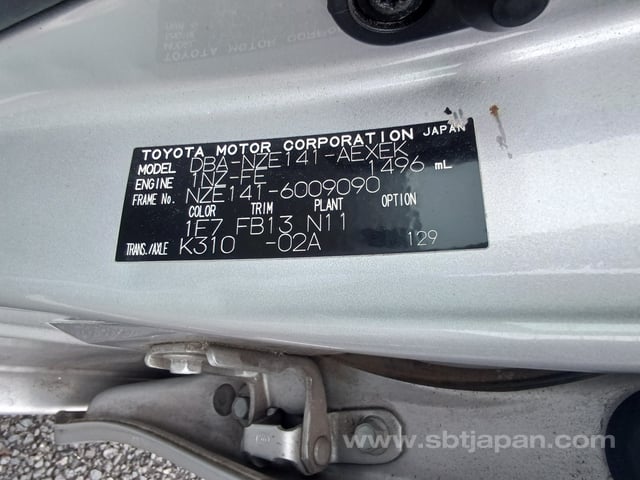 TOYOTA MOTOR CORPORATION JAPAN
MODEL DBA-NZE141-AEXEK
ENGINE 1NZ-FE 1496 mL
FRAME No. NZE141-6009090
COLOR TRIM PLANT OPTION
1F7 FB13 N11
TRANS./AXLE K310 -02A 129
www.sbtjapan.com